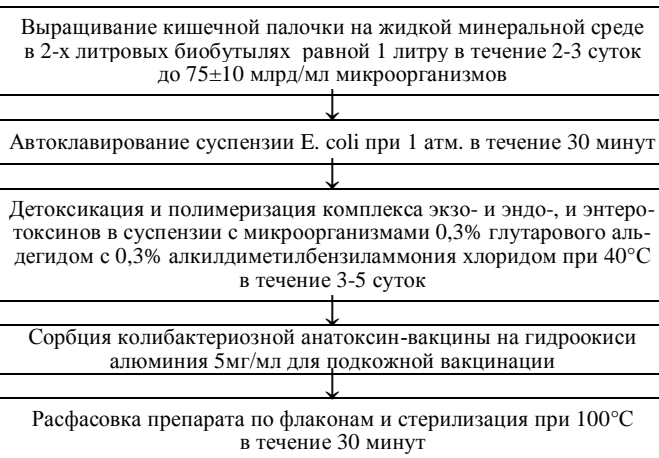 Выращивание кишечной палочки на жидкой минеральной среде
в 2-х литровых биобутылях равной 1 литру в течение 2-3 суток
до 75±10 млрд/мл микроорганизмов
Автоклавирование суспензии E. coli при 1 атм. в течение 30 минут
Детоксикация и полимеризация комплекса экзо- и эндо-, и энтеро-
токсинов в суспензии с микроорганизмами 0,3% глутарового аль-
дегидом с 0,3% алкилдиметилбензиламмония хлоридом при 40°С
в течение 3-5 суток
Сорбция колибактериозной анатоксин-вакцины на гидроокиси
алюминия 5мг/мл для подкожной вакцинации
Расфасовка препарата по флаконам и стерилизация при 100°С
в течение 30 минут